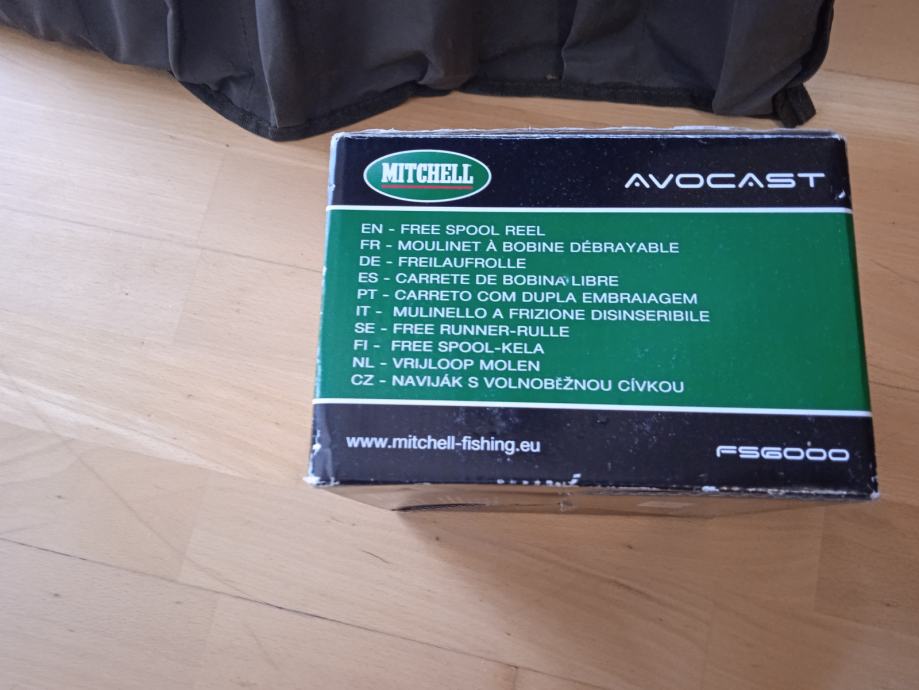 MITCHELL
AVOCAST
EN - FREE SPOOL REEL
FR - MOULINET À BOBINE DÉBRAYABLE
DE - FREILAUFROLLE
ES - CARRETE DE BOBINA LIBRE
PT - CARRETO COM DUPLA EMBRAIAGEM
IT - MULINELLO A FRIZIONE DISINSERIBILE
SE - FREE RUNNER-RULLE
FI - FREE SPOOL-KELA
NL - VRIJLOOP MOLEN
CZ - NAVIJÁK S VOLNOBĚŽNOU CÍVKOU
www.mitchell-fishing.eu
FS6000